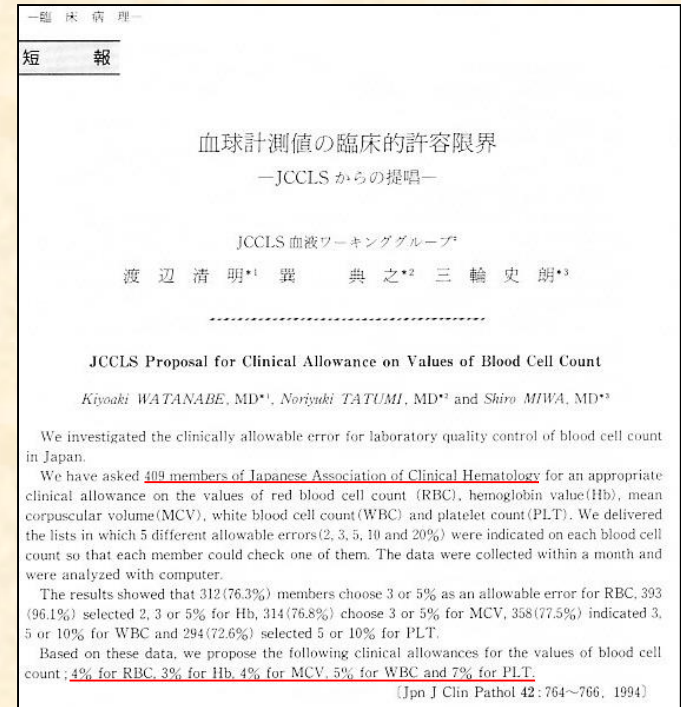 —臨床病理—
短 報
血球計測値の臨床的許容限界
—JCCLSからの提唱—
JCCLS 血液ワーキンググループ*
渡辺清明*1 巽 典之*2 三輪史朗*3
JCCLS Proposal for Clinical Allowance on Values of Blood Cell Count
Kiyoaki WATANABE, MD*1, Noriyuki TATUMI, MD*2 and Shiro MIWA, MD*3
We investigated the clinically allowable error for laboratory quality control of blood cell count
in Japan.
We have asked 409 members of Japanese Association of Clinical Hematology for an appropriate
clinical allowance on the values of red blood cell count (RBC), hemoglobin value(Hb), mean
corpuscular volume(MCV), white blood cell count(WBC) and platelet count(PLT). We delivered
the lists in which 5 different allowable errors(2, 3, 5, 10 and 20%) were indicated on each blood cell
count so that each member could check one of them. The data were collected within a month and
were analyzed with computer.
The results showed that 312(76.3%) members choose 3 or 5% as an allowable error for RBC, 393
(96.1%) selected 2, 3 or 5% for Hb, 314(76.8%) choose 3 or 5% for MCV, 358(77.5%) indicated 3,
5 or 10% for WBC and 294(72.6%) selected 5 or 10% for PLT.
Based on these data, we propose the following clinical allowances for the values of blood cell
count ; 4% for RBC, 3% for Hb, 4% for MCV, 5% for WBC and 7% for PLT.
〔Jpn J Clin Pathol 42 : 764〜766, 1994〕